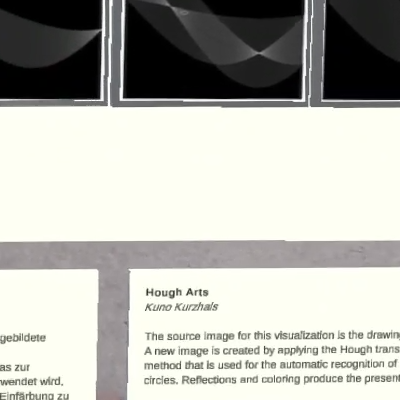 gebildete
as zur
wendet wird,
Einfärbung zu
Hough Arts
Kuno Kurzhals
The source image for this visualization is the drawin
A new image is created by applying the Hough trans
method that is used for the automatic recognition of
circles. Reflections and coloring produce the present